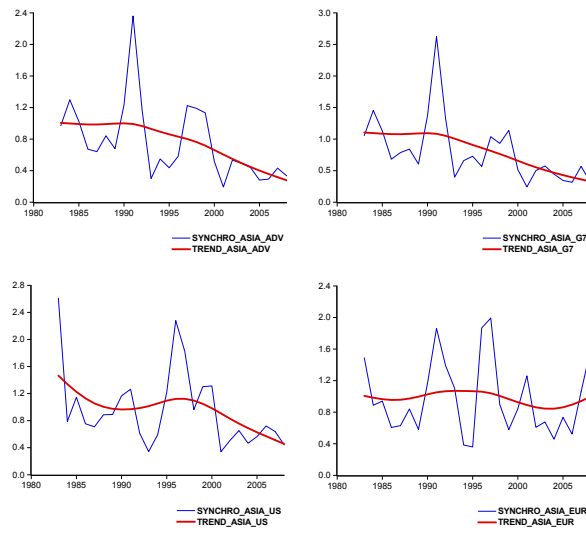 2.4
2.0
1.6
1.2
0.8
0.4
0.0
1980 1985 1990 1995 2000 2005
SYNCHRO_ASIA_ADV
TREND_ASIA_ADV
3.0
2.5
2.0
1.5
1.0
0.5
0.0
1980 1985 1990 1995 2000 2005
SYNCHRO_ASIA_G7
TREND_ASIA_G7
2.8
2.4
2.0
1.6
1.2
0.8
0.4
0.0
1980 1985 1990 1995 2000 2005
SYNCHRO_ASIA_US
TREND_ASIA_US
2.4
2.0
1.6
1.2
0.8
0.4
0.0
1980 1985 1990 1995 2000 2005
SYNCHRO_ASIA_EUR
TREND_ASIA_EUR